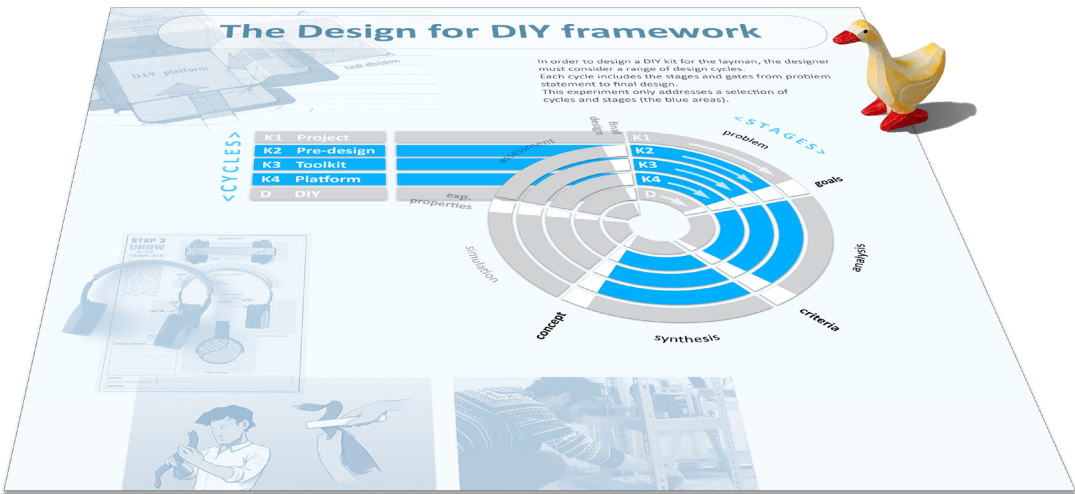 The Design for DIY framework
D-I-Y platform
task division
In order to design a DIY kit for the layman, the designer
must consider a range of design cycles.
Each cycle includes the stages and gates from problem
statement to final design.
This experiment only addresses a selection of
cycles and stages (the blue areas).
<CYCLES>
K1 Project
K2 Pre-design
K3 Toolkit
K4 Platform
D DIY
<STAGES>
K1
K2
K3
K4
D
problem
goals
analysis
criteria
synthesis
concept
simulation
exp.
properties
assessment
final
design
STEP 3
DRAW
TEMPLATE